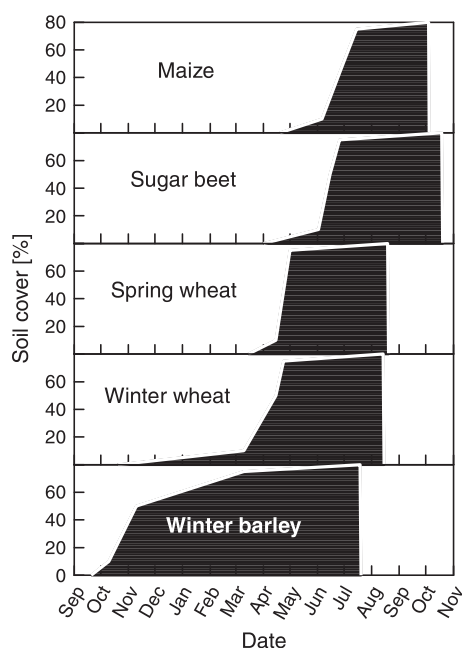 80
60
40
20
Maize
60
40
20
Sugar beet
60
40
20
Spring wheat
60
40
20
Winter wheat
60
40
20
0
Winter barley
Soil cover [%]
Sep Oct Nov Dec Jan Feb Mar Apr May Jun Jul Aug Sep Oct Nov
Date